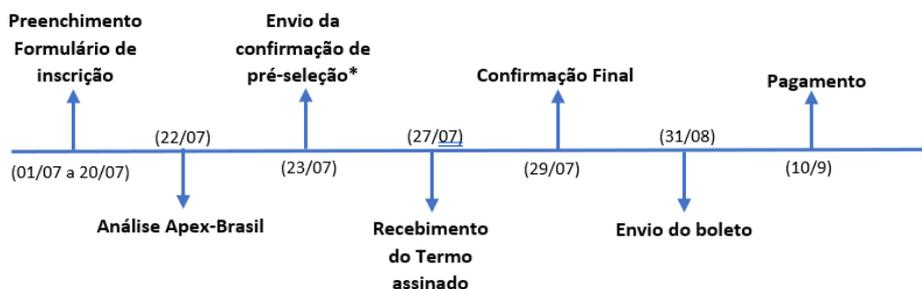 Preenchimento
Formulário de
inscrição
(01/07 a 20/07)
(22/07)
Análise Apex-Brasil
Envio da
confirmação de
pré-seleção*
(23/07)
(27/07)
Recebimento
do Termo
assinado
Confirmação Final
(29/07)
(31/08)
Envio do boleto
Pagamento
(10/9)